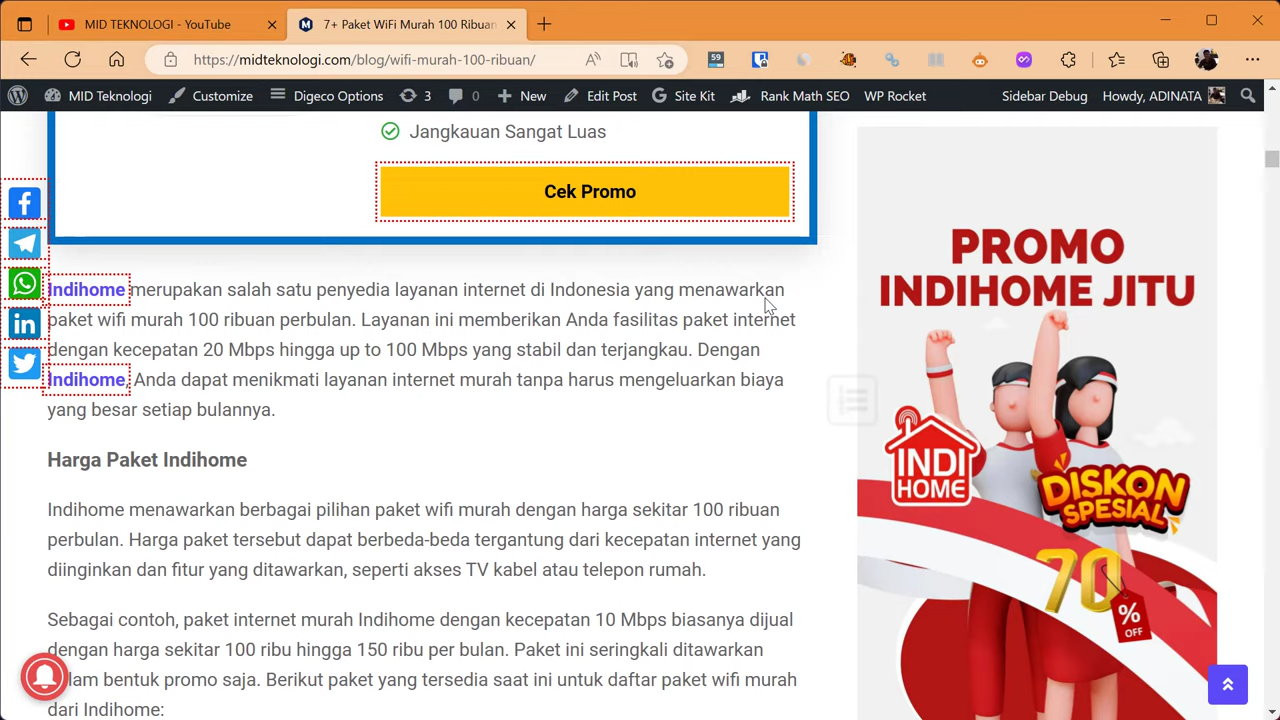 MID TEKNOLOGI - YouTube
7+ Paket WiFi Murah 100 Ribuan
https://midteknologi.com/blog/wifi-murah-100-ribuan/
59
MID Teknologi
Customize
Digeco Options
3
0
New
Edit Post
Site Kit
Rank Math SEO
WP Rocket
Sidebar Debug
Howdy, ADINATA
Jangkauan Sangat Luas
Cek Promo
Indihome merupakan salah satu penyedia layanan internet di Indonesia yang menawarkan
paket wifi murah 100 ribuan perbulan. Layanan ini memberikan Anda fasilitas paket internet
dengan kecepatan 20 Mbps hingga up to 100 Mbps yang stabil dan terjangkau. Dengan
Indihome, Anda dapat menikmati layanan internet murah tanpa harus mengeluarkan biaya
yang besar setiap bulannya.
Harga Paket Indihome
Indihome menawarkan berbagai pilihan paket wifi murah dengan harga sekitar 100 ribuan
perbulan. Harga paket tersebut dapat berbeda-beda tergantung dari kecepatan internet yang
diinginkan dan fitur yang ditawarkan, seperti akses TV kabel atau telepon rumah.
Sebagai contoh, paket internet murah Indihome dengan kecepatan 10 Mbps biasanya dijual
dengan harga sekitar 100 ribu hingga 150 ribu per bulan. Paket ini seringkali ditawarkan
dalam bentuk promo saja. Berikut paket yang tersedia saat ini untuk daftar paket wifi murah
dari Indihome:
PROMO
INDIHOME JITU
INDI
HOME
DISKON
SPESIAL
70
%
OFF